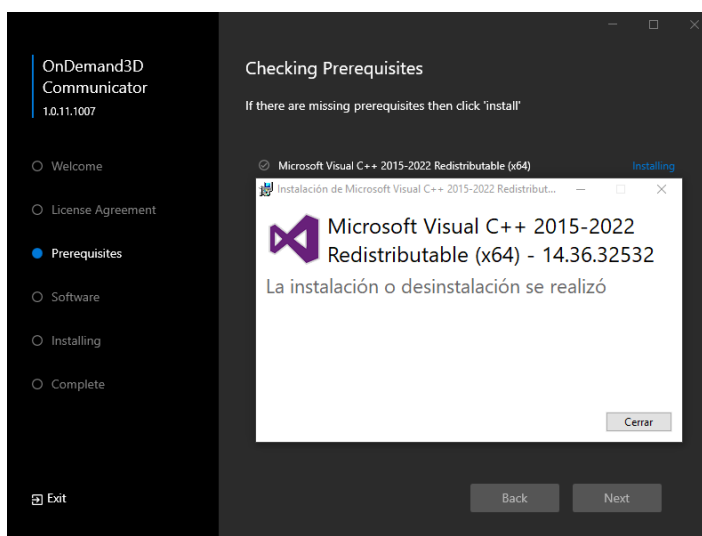 OnDemand3D
Communicator
1.0.11.1007
Welcome
License Agreement
Prerequisites
Software
Installing
Complete
Exit
Checking Prerequisites
If there are missing prerequisites then click 'install'
Microsoft Visual C++ 2015-2022 Redistributable (x64)
Installing
Instalación de Microsoft Visual C++ 2015-2022 Redistribut...
Microsoft Visual C++ 2015-2022
Redistributable (x64) - 14.36.32532
La instalación o desinstalación se realizó
Cerrar
Back
Next